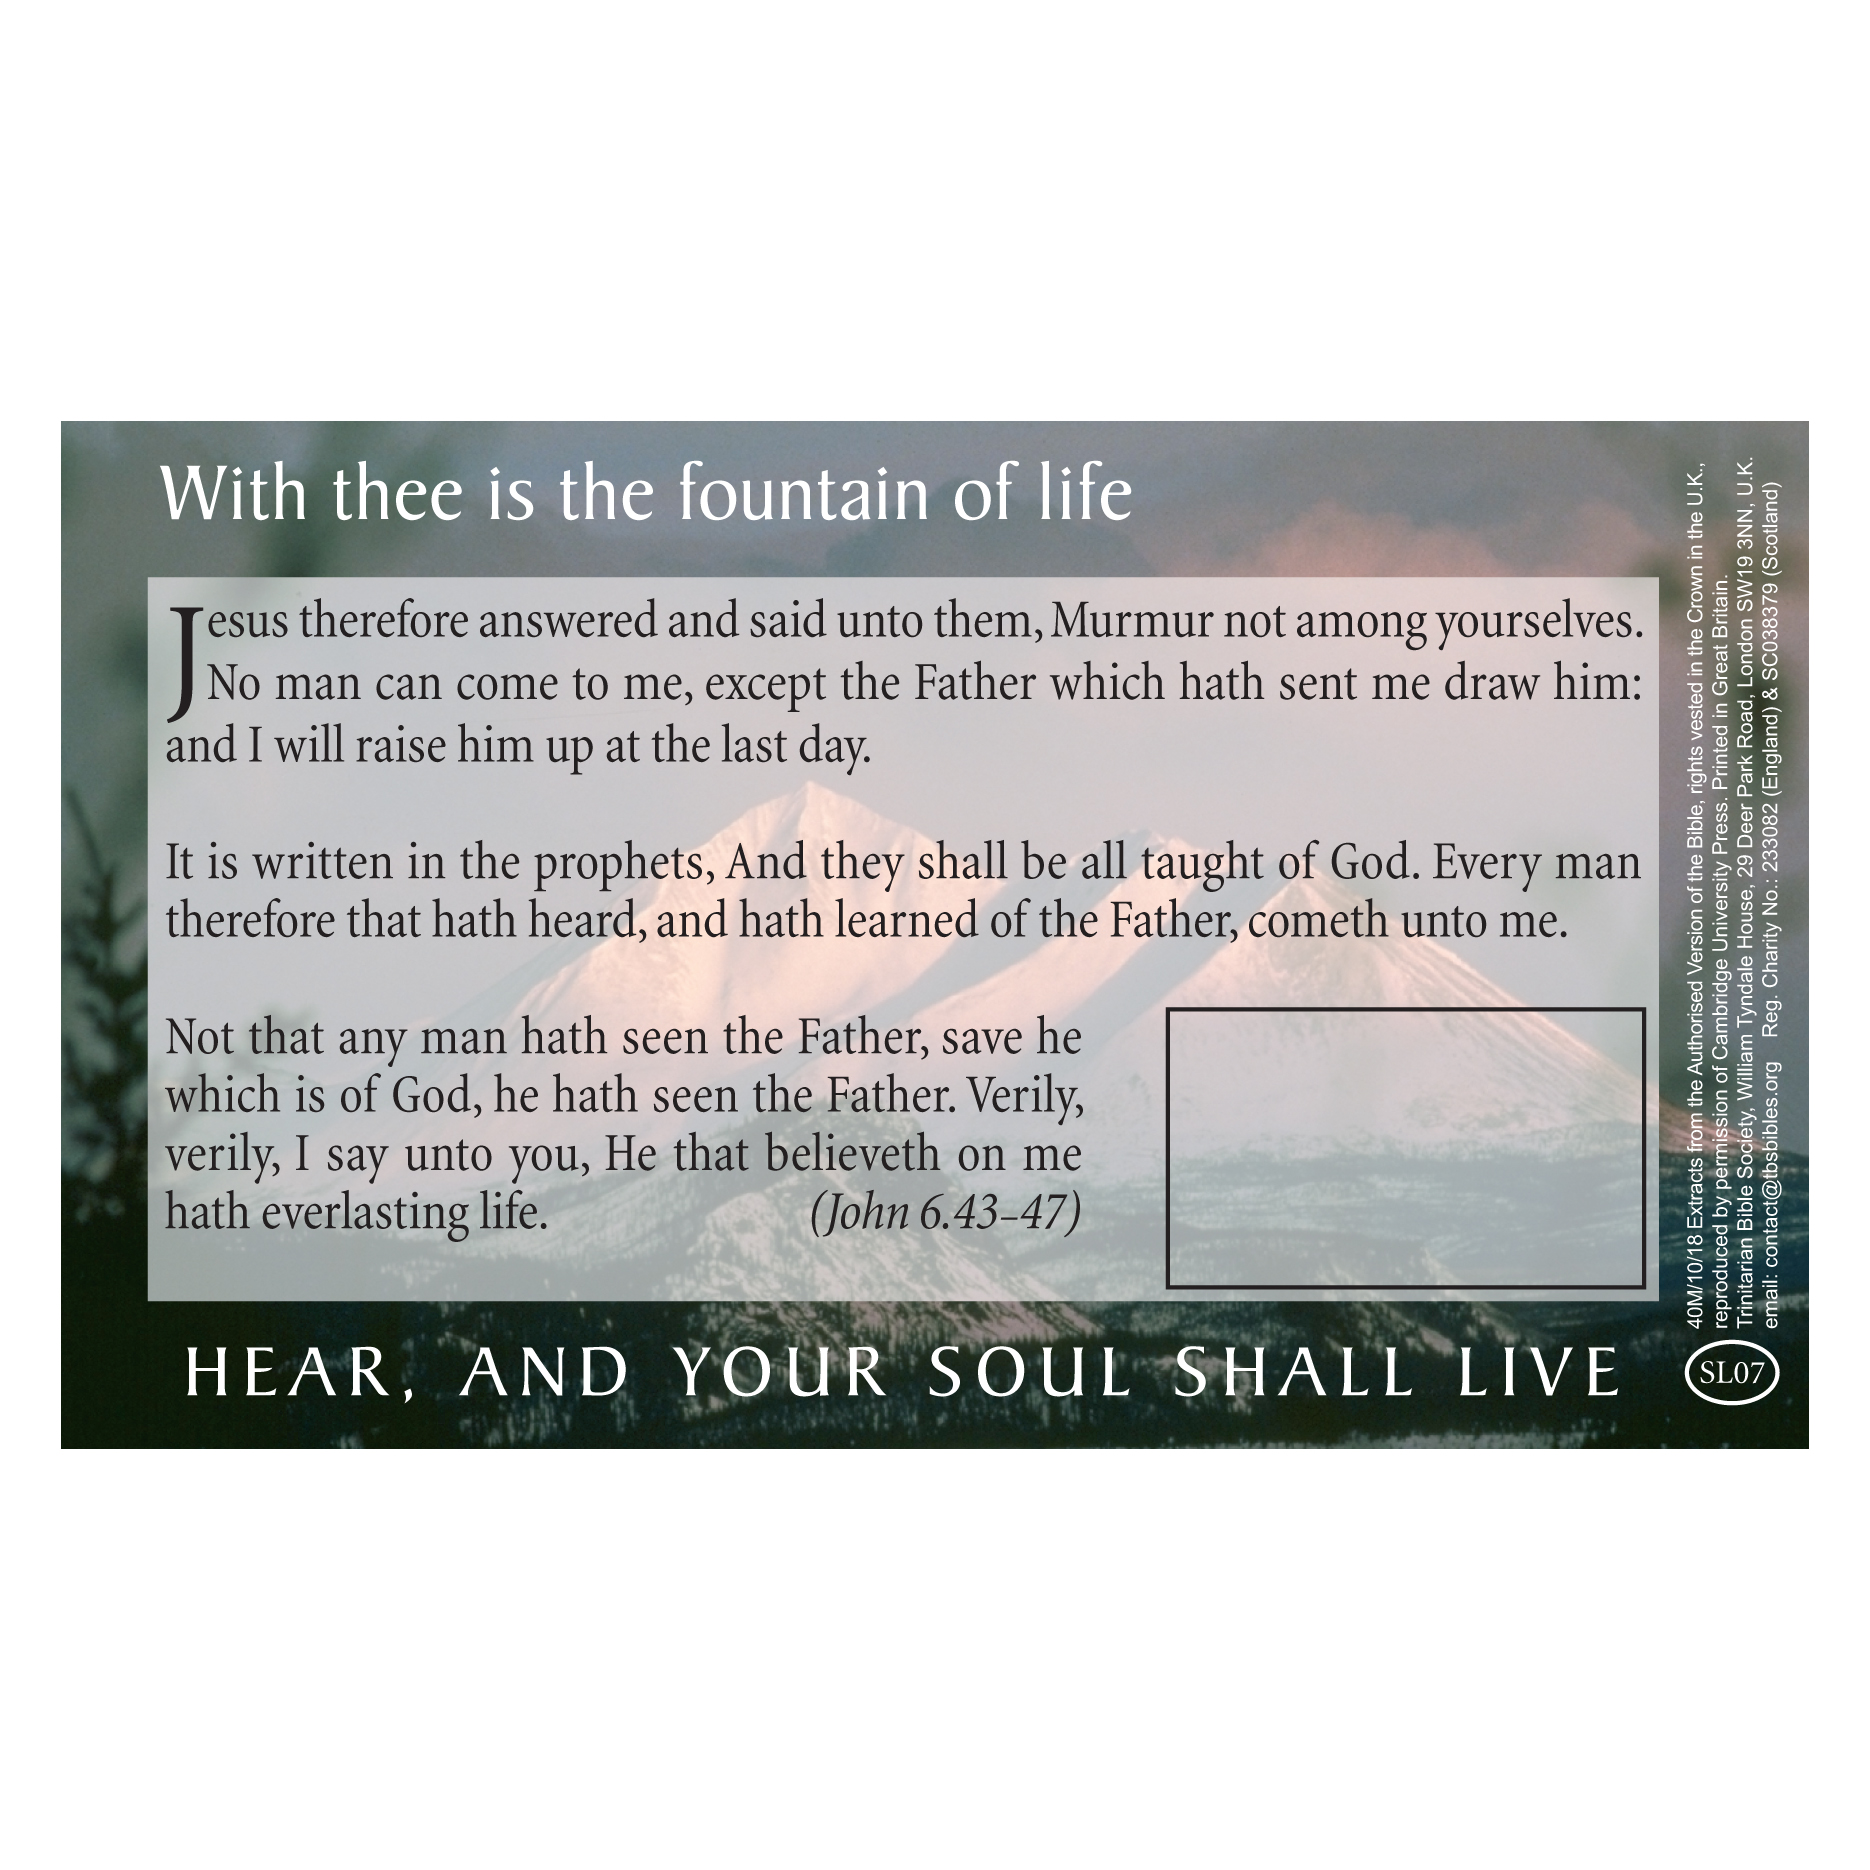 With thee is the fountain of life
Jesus therefore answered and said unto them, Murmur not among yourselves.
No man can come to me, except the Father which hath sent me draw him:
and I will raise him up at the last day.
It is written in the prophets, And they shall be all taught of God. Every man
therefore that hath heard, and hath learned of the Father, cometh unto me.
Not that any man hath seen the Father, save he
which is of God, he hath seen the Father. Verily,
verily, I say unto you, He that believeth on me
hath everlasting life. (John 6.43–47)
HEAR, AND YOUR SOUL SHALL LIVE
40M/10/18 Extracts from the Authorised Version of the Bible, rights vested in the Crown in the U.K.,
reproduced by permission of Cambridge University Press. Printed in Great Britain.
Trinitarian Bible Society, William Tyndale House, 29 Deer Park Road, London SW19 3NN, U.K.
email: contact@tbsbibles.org Reg. Charity No.: 233082 (England) & SC038379 (Scotland)
SL07